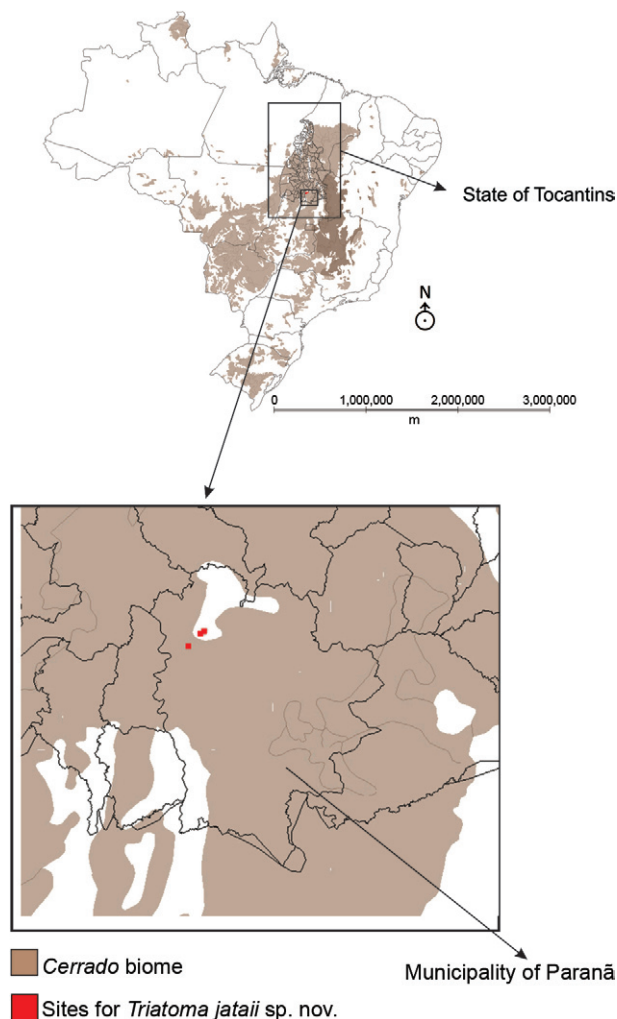 State of Tocantins
N
0 1,000,000 2,000,000 3,000,000
m
Cerrado biome
Municipality of Paranã
Sites for Triatoma jataii sp. nov.